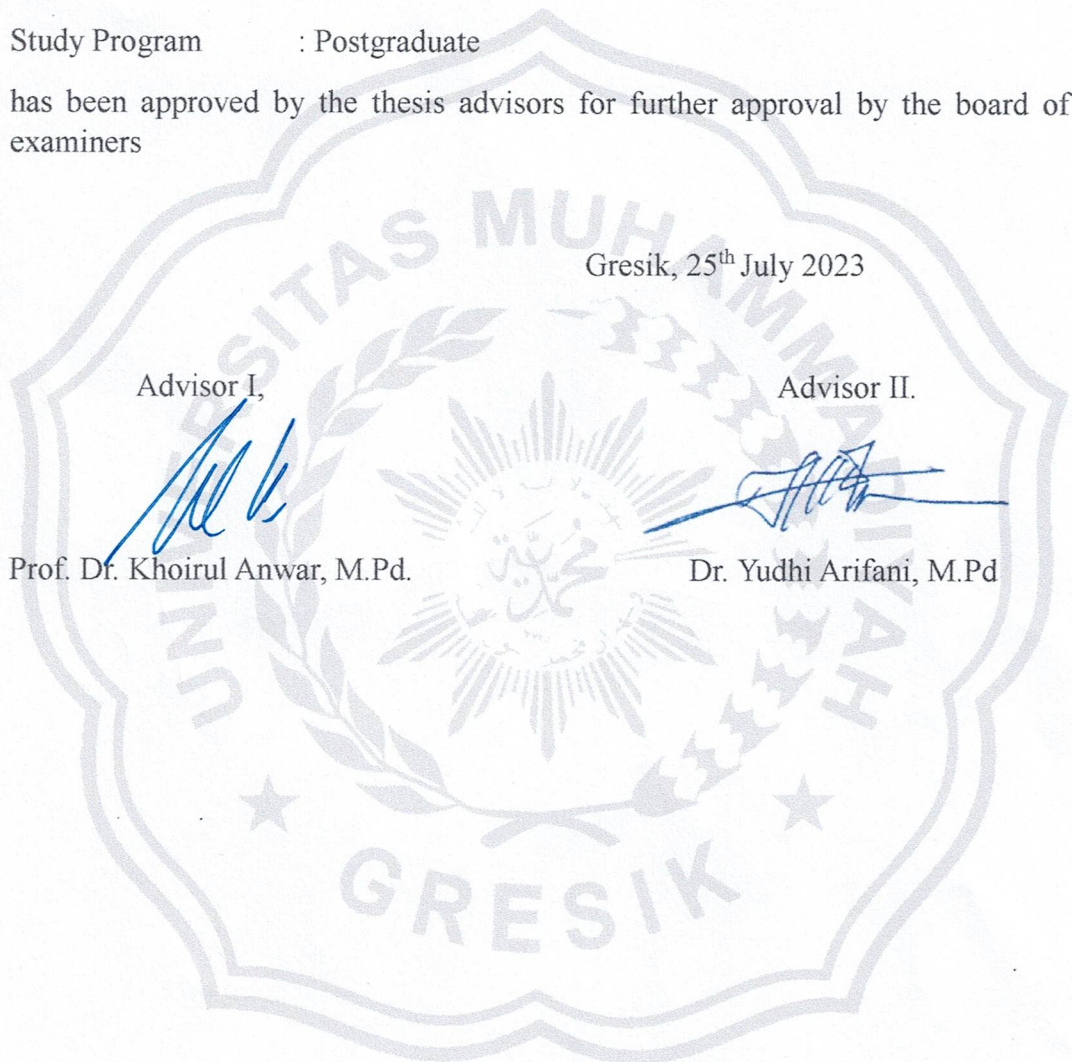 Study Program : Postgraduate
has been approved by the thesis advisors for further approval by the board of
examiners
Gresik, 25th July 2023
Advisor I,
Advisor II.
Prof. Dr. Khoirul Anwar, M.Pd.
Dr. Yudhi Arifani, M.Pd
UNIVERSITAS MUHAMMADIYAH
GRESIK